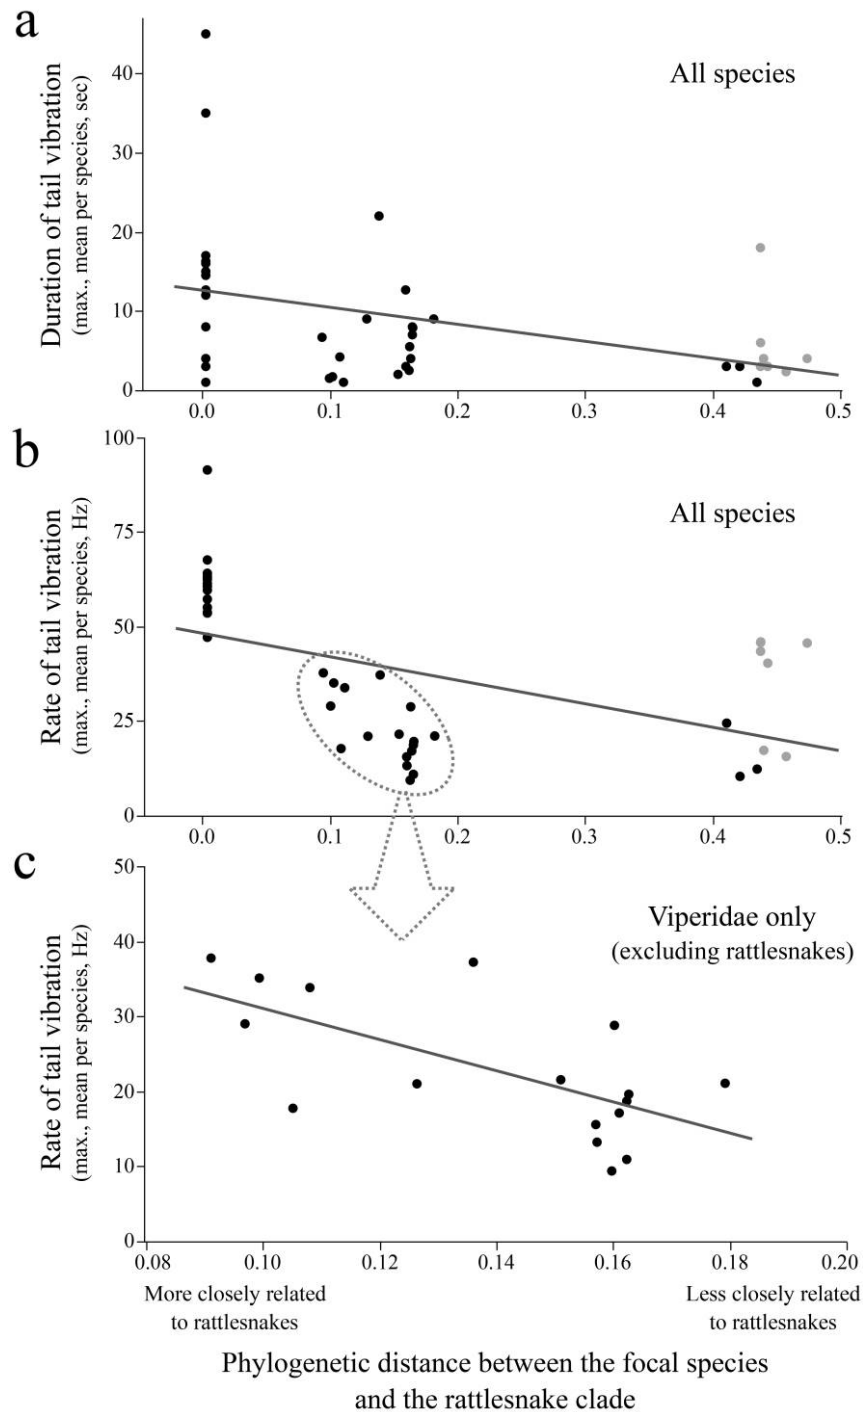 a
Duration of tail vibration
(max., mean per species, sec)
All species
40
30
20
10
0
0.0 0.1 0.2 0.3 0.4 0.5
b
Rate of tail vibration
(max., mean per species, Hz)
All species
100
75
50
25
0
0.0 0.1 0.2 0.3 0.4 0.5
c
Rate of tail vibration
(max., mean per species, Hz)
Viperidae only
(excluding rattlesnakes)
50
40
30
20
10
0
0.08 0.10 0.12 0.14 0.16 0.18 0.20
More closely related
to rattlesnakes
Less closely related
to rattlesnakes
Phylogenetic distance between the focal species
and the rattlesnake clade